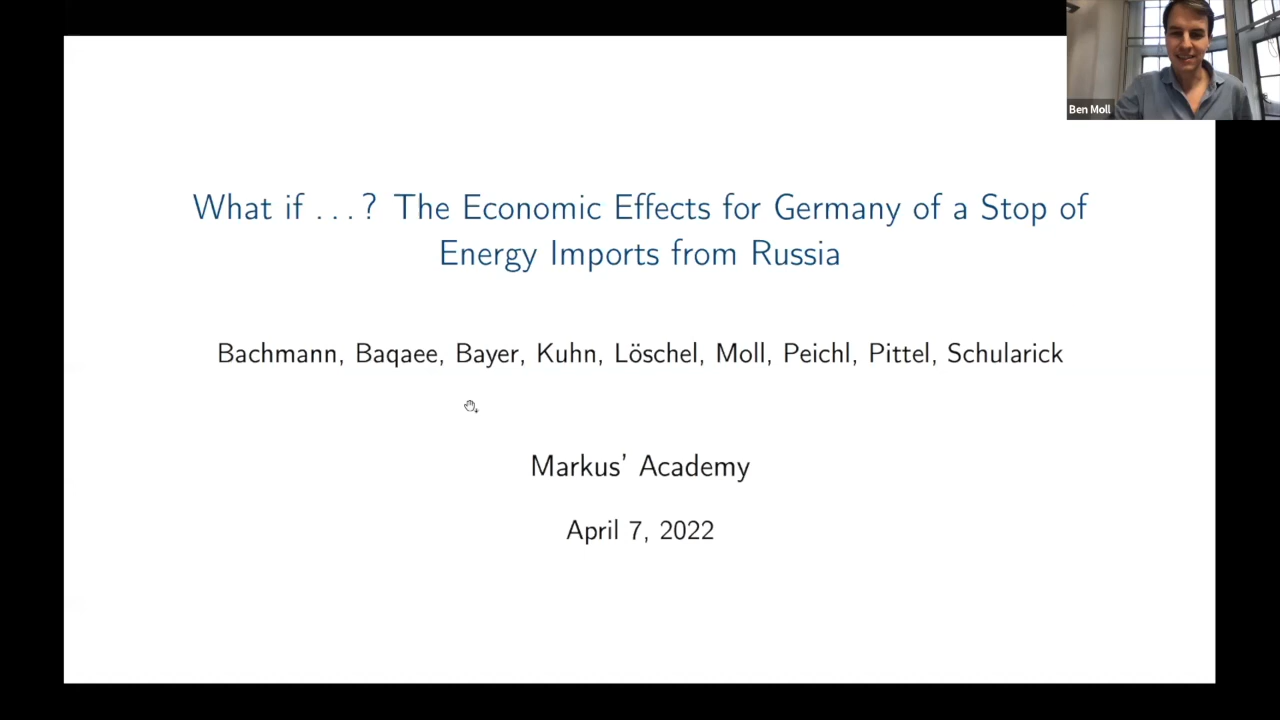 Ben Moll
What if . . . ? The Economic Effects for Germany of a Stop of
Energy Imports from Russia
Bachmann, Baqaee, Bayer, Kuhn, Löschel, Moll, Peichl, Pittel, Schularick
Markus' Academy
April 7, 2022